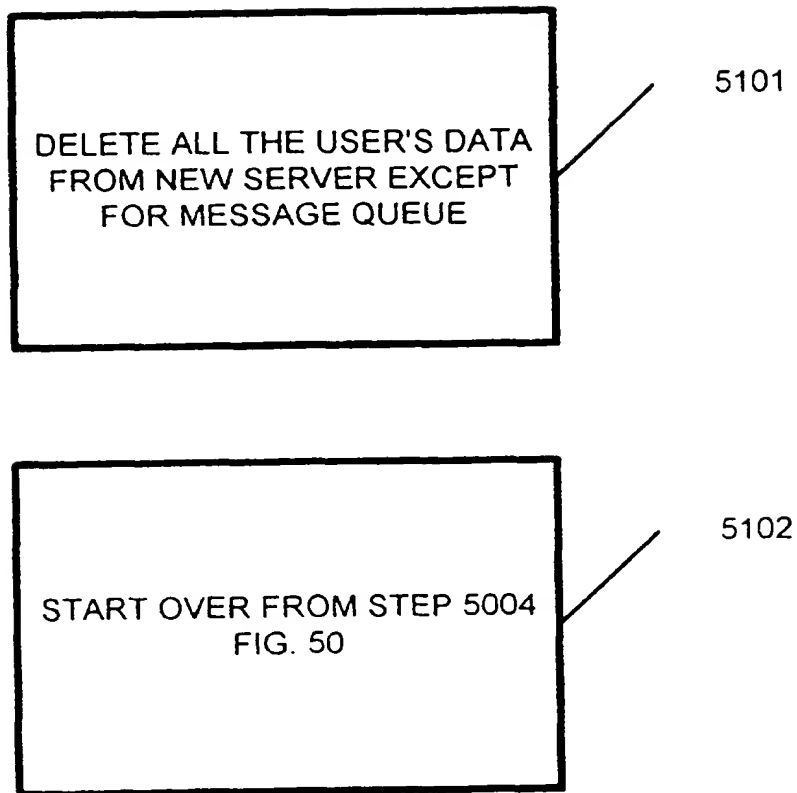 5101
DELETE ALL THE USER'S DATA
FROM NEW SERVER EXCEPT
FOR MESSAGE QUEUE
5102
START OVER FROM STEP 5004
FIG. 50